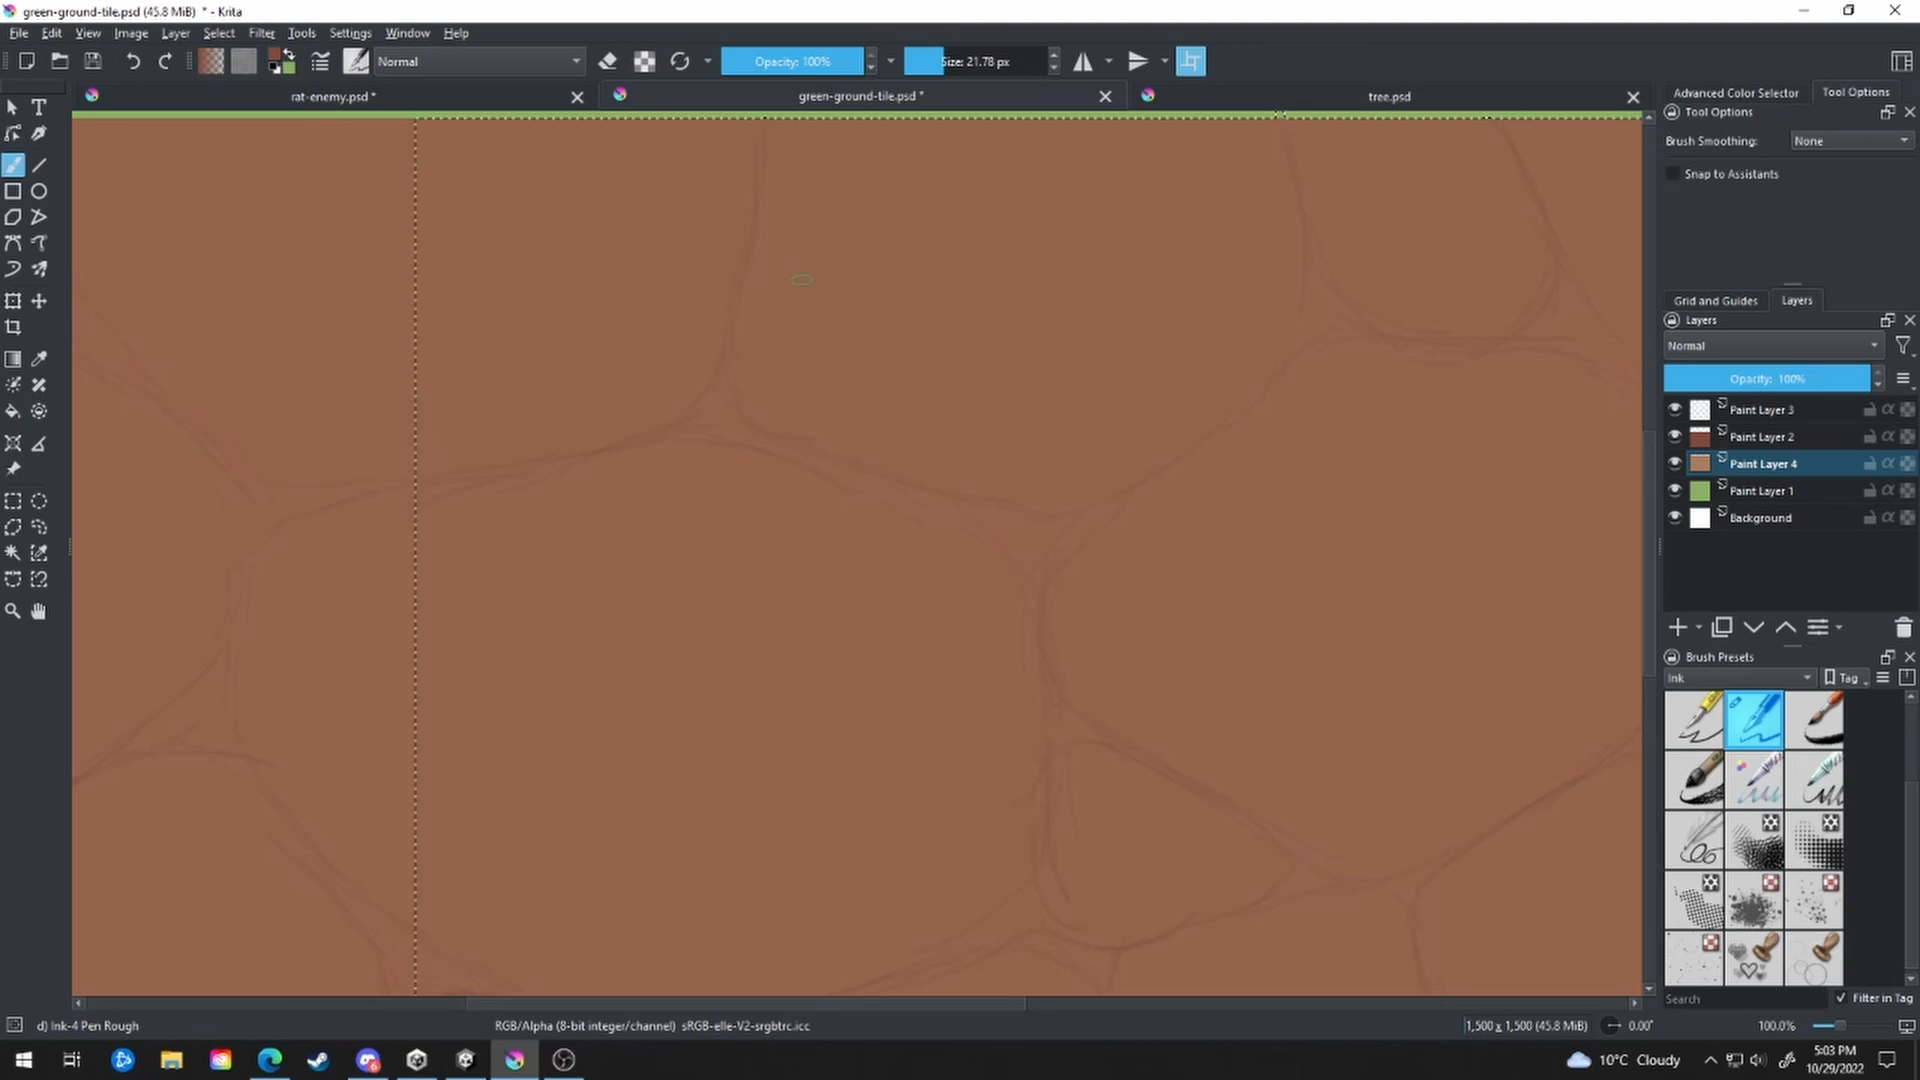 green-ground-tile.psd (45.8 MiB) * - Krita
File Edit View Image Layer Select Filter Tools Settings Window Help
Normal
Opacity: 100%
Size: 21.78 px
rat-enemy.psd *
green-ground-tile.psd *
tree.psd
Advanced Color Selector
Tool Options
Tool Options
Brush Smoothing:
None
Snap to Assistants
Grid and Guides
Layers
Layers
Normal
Opacity: 100%
Paint Layer 3
Paint Layer 2
Paint Layer 4
Paint Layer 1
Background
Brush Presets
Ink
Tag
Search
Filter in Tag
d) Ink-4 Pen Rough
RGB/Alpha (8-bit integer/channel) sRGB-elle-V2-srgbtrc.icc
1,500 x 1,500 (45.8 MiB)
0.00°
100.0%
10°C Cloudy
5:03 PM
10/29/2022